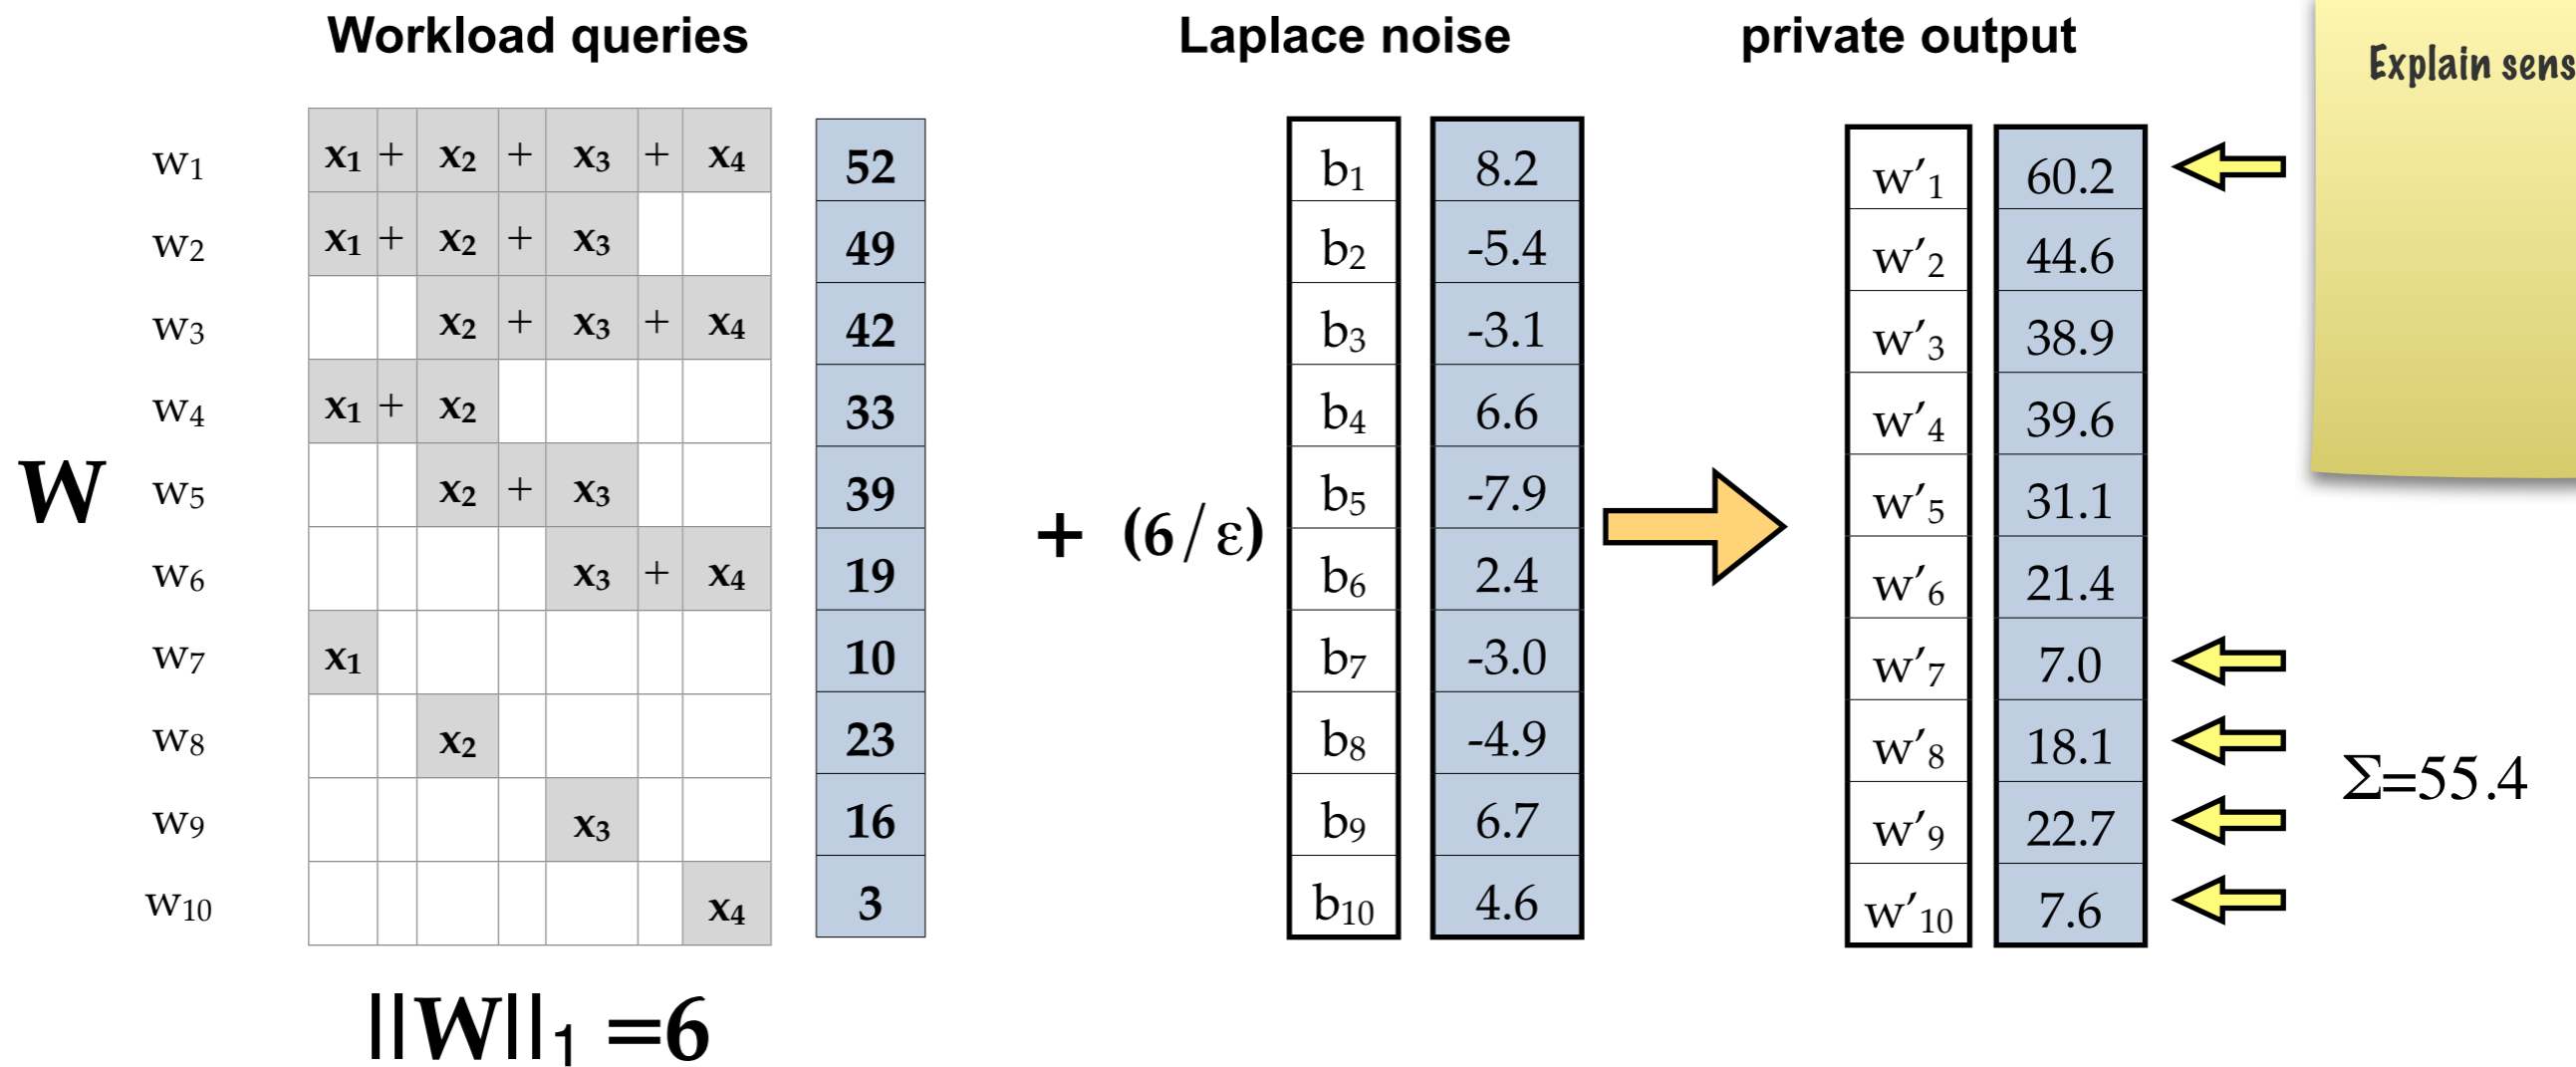 Workload queries Laplace noise private output
Explain sens
w1 x1 + x2 + x3 + x4 52 b1 8.2 w′1 60.2
w2 x1 + x2 + x3 49 b2 -5.4 w′2 44.6
w3 x2 + x3 + x4 42 b3 -3.1 w′3 38.9
w4 x1 + x2 33 b4 6.6 w′4 39.6
W w5 x2 + x3 39 + (6/ε) b5 -7.9 w′5 31.1
w6 x3 + x4 19 b6 2.4 w′6 21.4
w7 x1 10 b7 -3.0 w′7 7.0
w8 x2 23 b8 -4.9 w′8 18.1
Σ=55.4
w9 x3 16 b9 6.7 w′9 22.7
w10 x4 3 b10 4.6 w′10 7.6
||W||1 =6